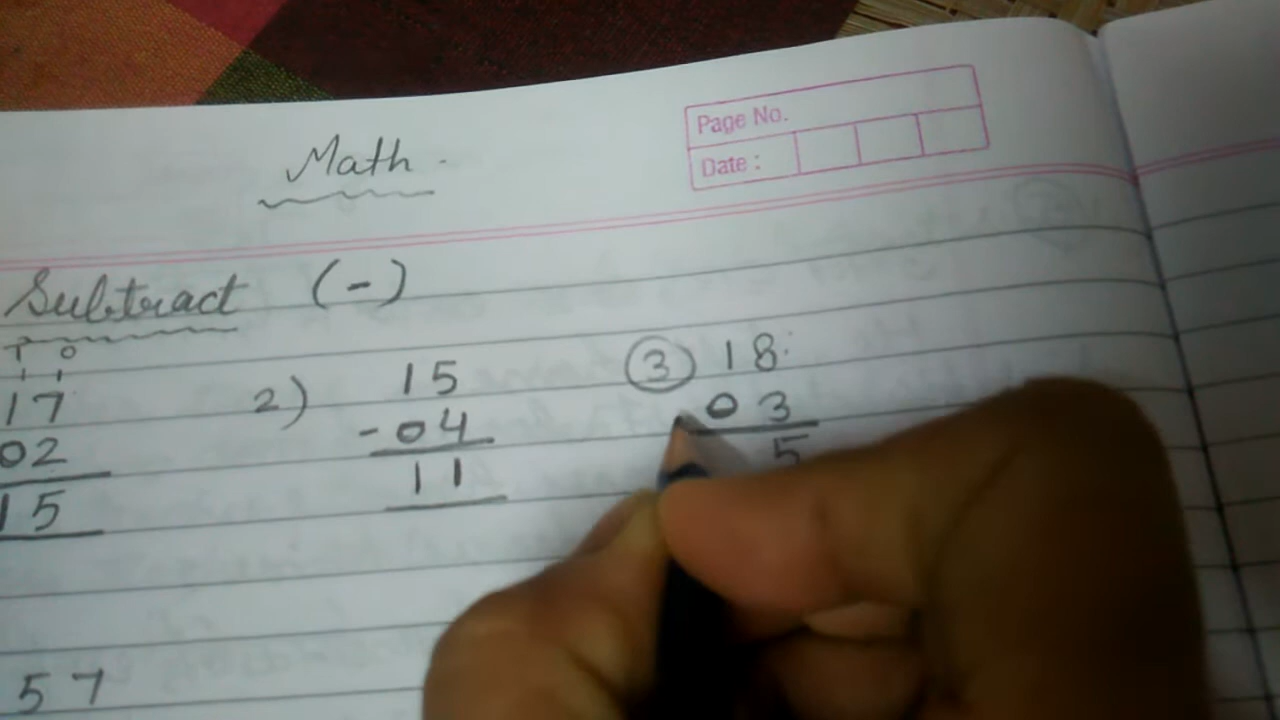 Math.
Page No.
Date :
Subtract (-)
T O
17
02
15
2) 15
- 04
11
3 18
03
5
57